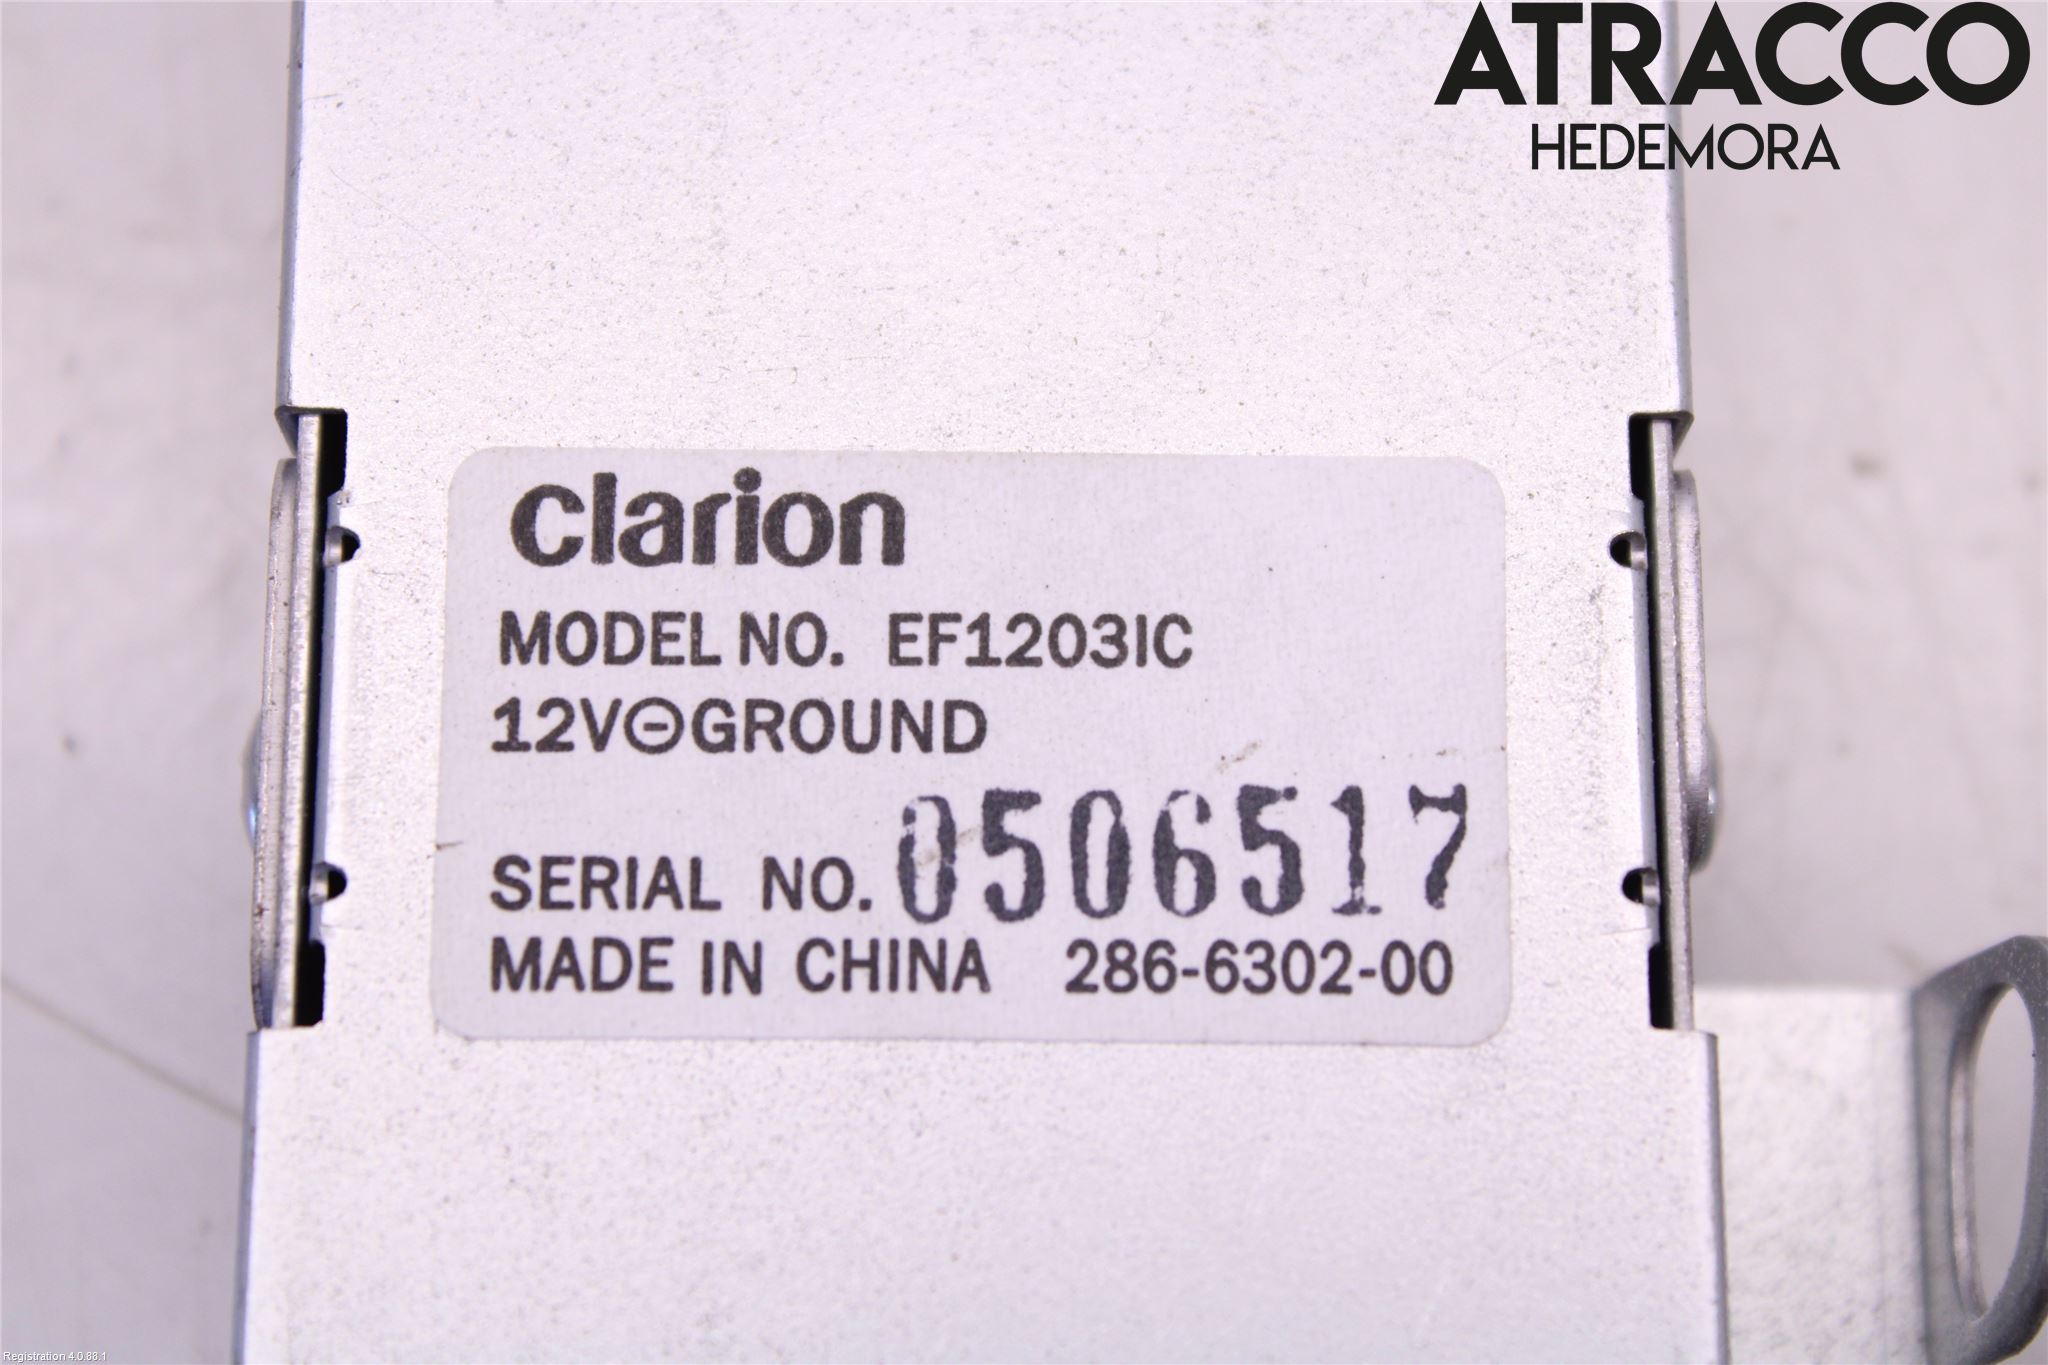 ATRACCO
HEDEMORA
clarion
MODEL NO. EF1203IC
12V⊖GROUND
SERIAL NO. 0506517
MADE IN CHINA 286-6302-00
Registration 4.0.88.1